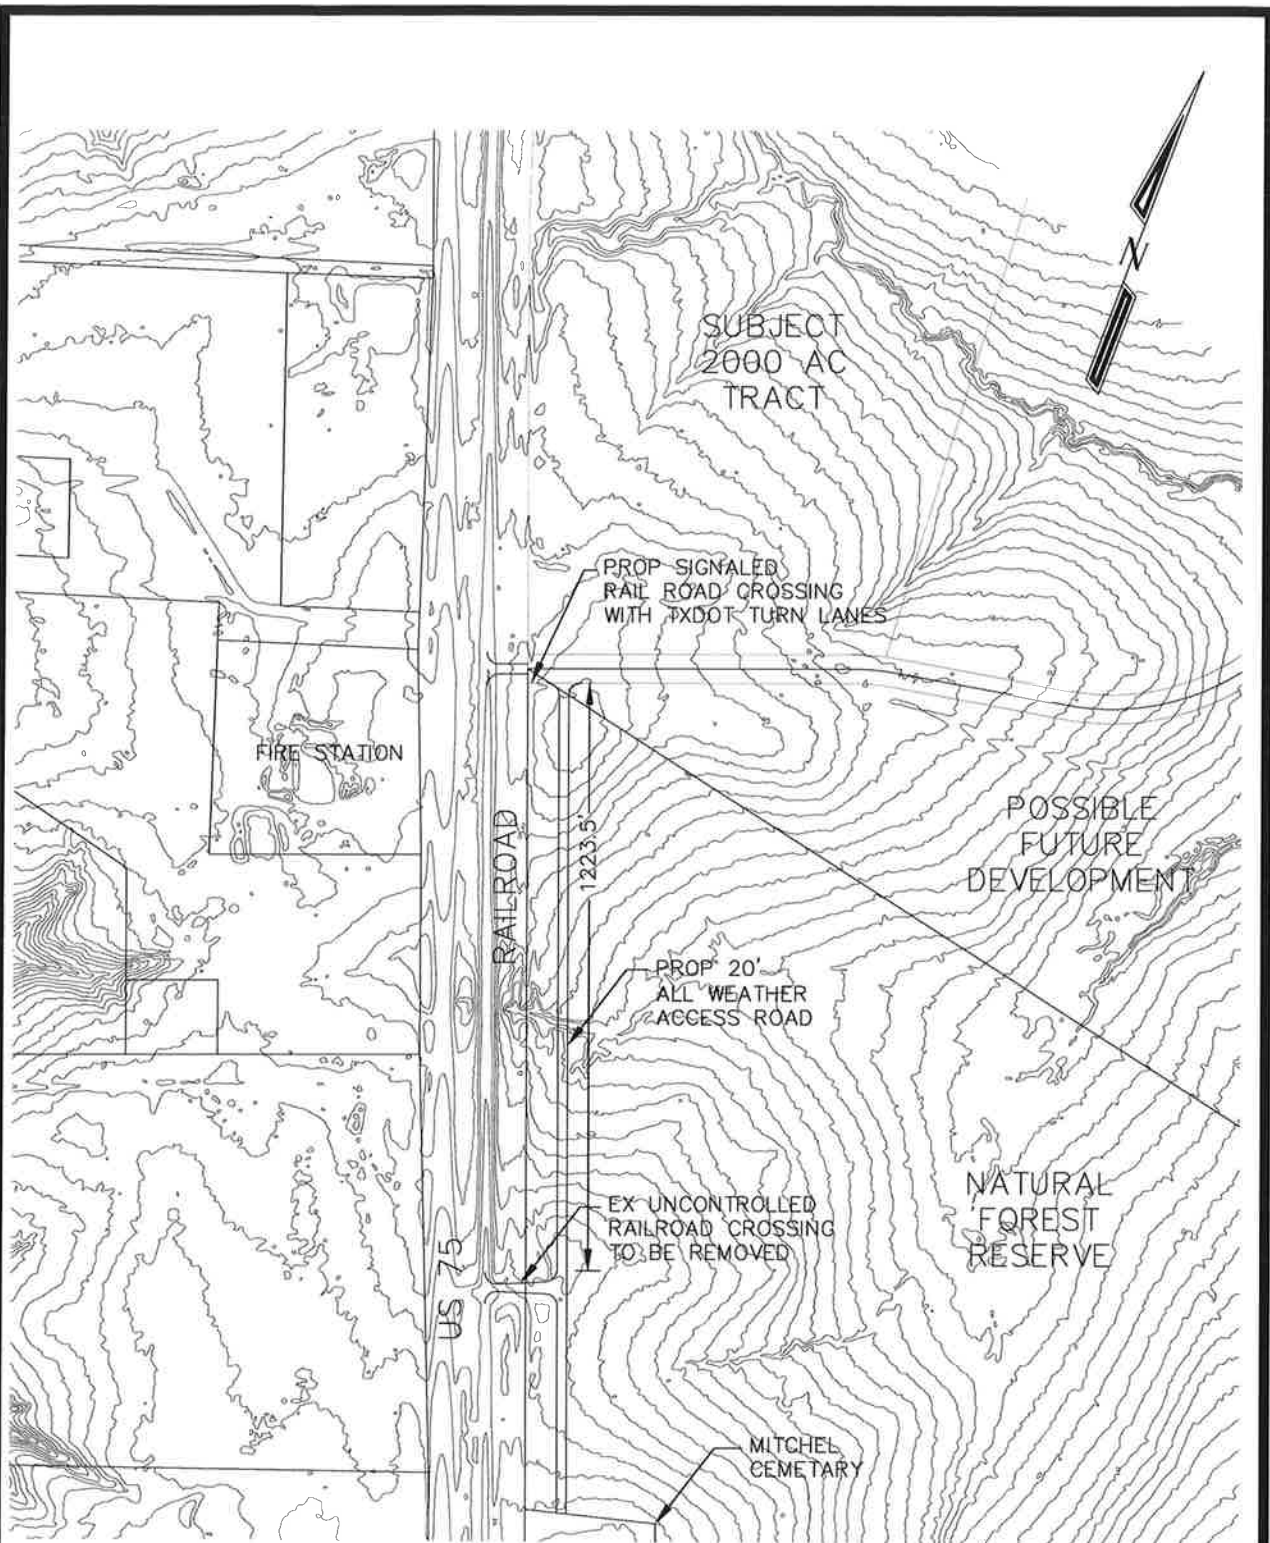 N
SUBJECT
2000 AC
TRACT
PROP SIGNALED
RAIL ROAD CROSSING
WITH TXDOT TURN LANES
FIRE STATION
RAILROAD
1223.5'
POSSIBLE
FUTURE
DEVELOPMENT
PROP 20'
ALL WEATHER
ACCESS ROAD
NATURAL
FOREST
RESERVE
EX UNCONTROLLED
RAILROAD CROSSING
TO BE REMOVED
US 75
MITCHEL
CEMETARY